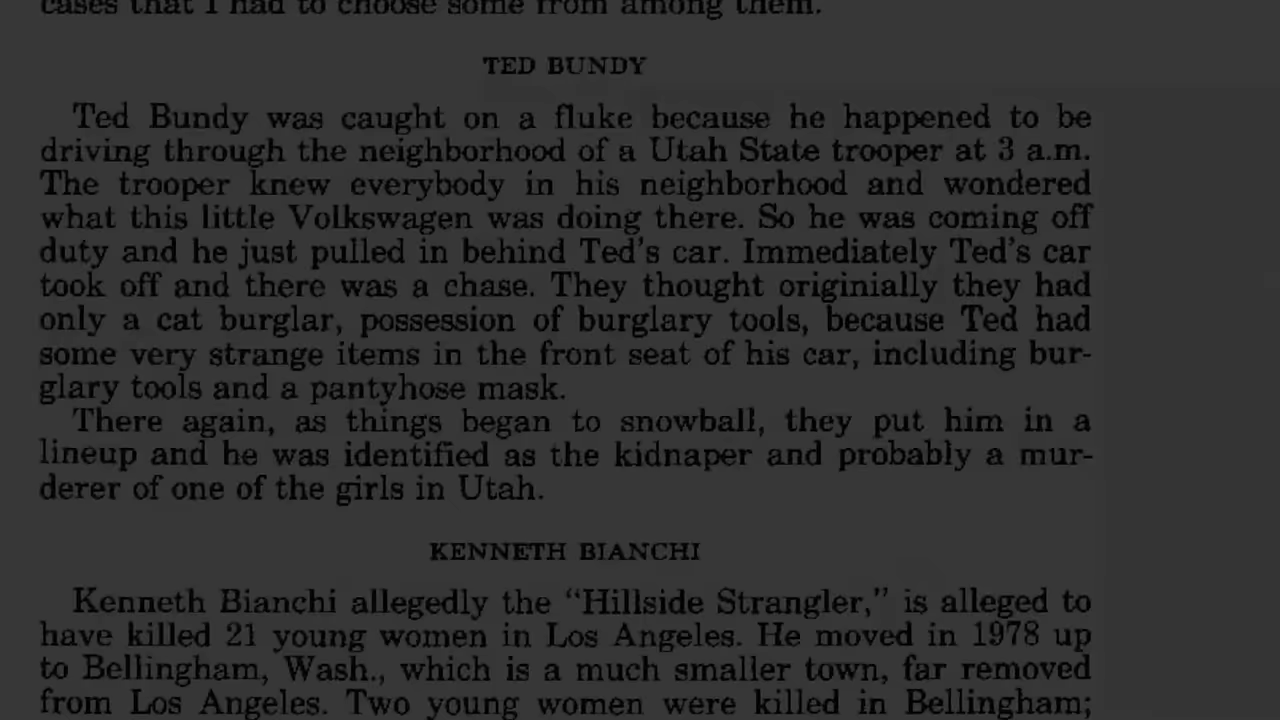 cases that I had to choose some from among them.
TED BUNDY
Ted Bundy was caught on a fluke because he happened to be
driving through the neighborhood of a Utah State trooper at 3 a.m.
The trooper knew everybody in his neighborhood and wondered
what this little Volkswagen was doing there. So he was coming off
duty and he just pulled in behind Ted's car. Immediately Ted's car
took off and there was a chase. They thought originially they had
only a cat burglar, possession of burglary tools, because Ted had
some very strange items in the front seat of his car, including bur-
glary tools and a pantyhose mask.
There again, as things began to snowball, they put him in a
lineup and he was identified as the kidnaper and probably a mur-
derer of one of the girls in Utah.
KENNETH BIANCHI
Kenneth Bianchi allegedly the “Hillside Strangler,” is alleged to
have killed 21 young women in Los Angeles. He moved in 1978 up
to Bellingham, Wash., which is a much smaller town, far removed
from Los Angeles. Two young women were killed in Bellingham;